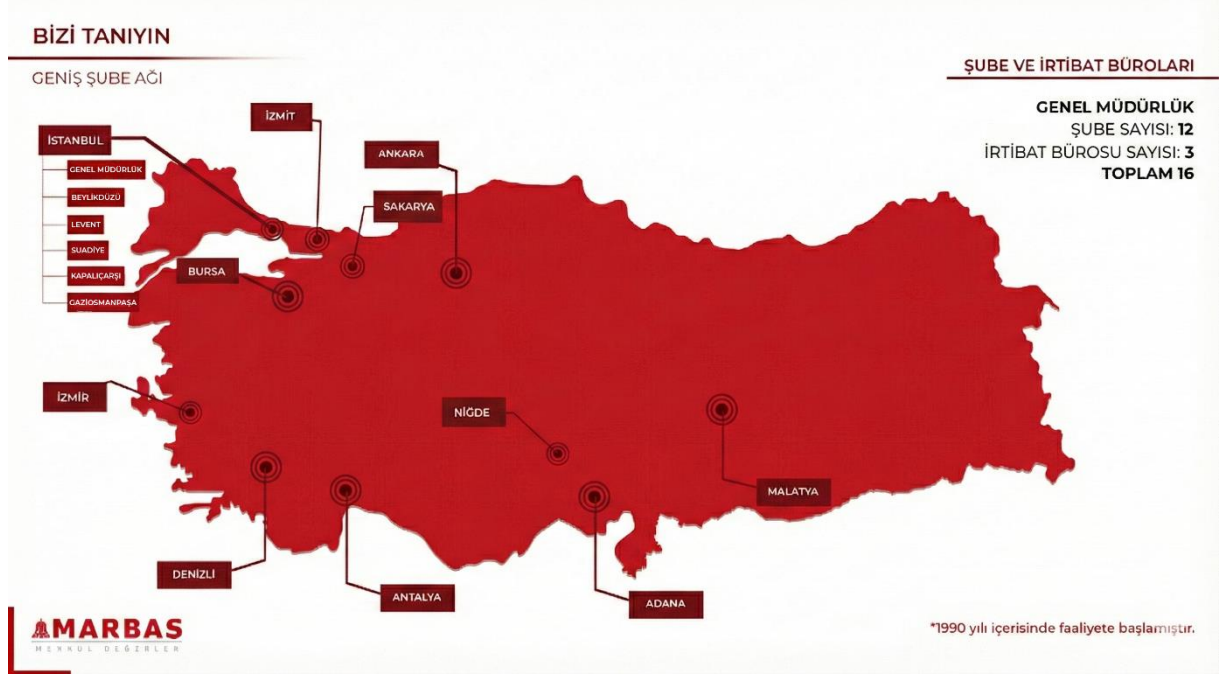 BİZİ TANIYIN
GENİŞ ŞUBE AĞI
ŞUBE VE İRTİBAT BÜROLARI
GENEL MÜDÜRLÜK
ŞUBE SAYISI: 12
İRTİBAT BÜROSU SAYISI: 3
TOPLAM 16
İSTANBUL
GENEL MÜDÜRLÜK
BEYLİKDÜZÜ
LEVENT
SUADİYE
KAPALIÇARŞI
GAZİOSMANPAŞA
İZMİT
ANKARA
SAKARYA
BURSA
İZMİR
NİĞDE
MALATYA
DENİZLİ
ANTALYA
ADANA
MARBAS
MENKUL DEĞERLER
*1990 yılı içerisinde faaliyete başlamıştır.